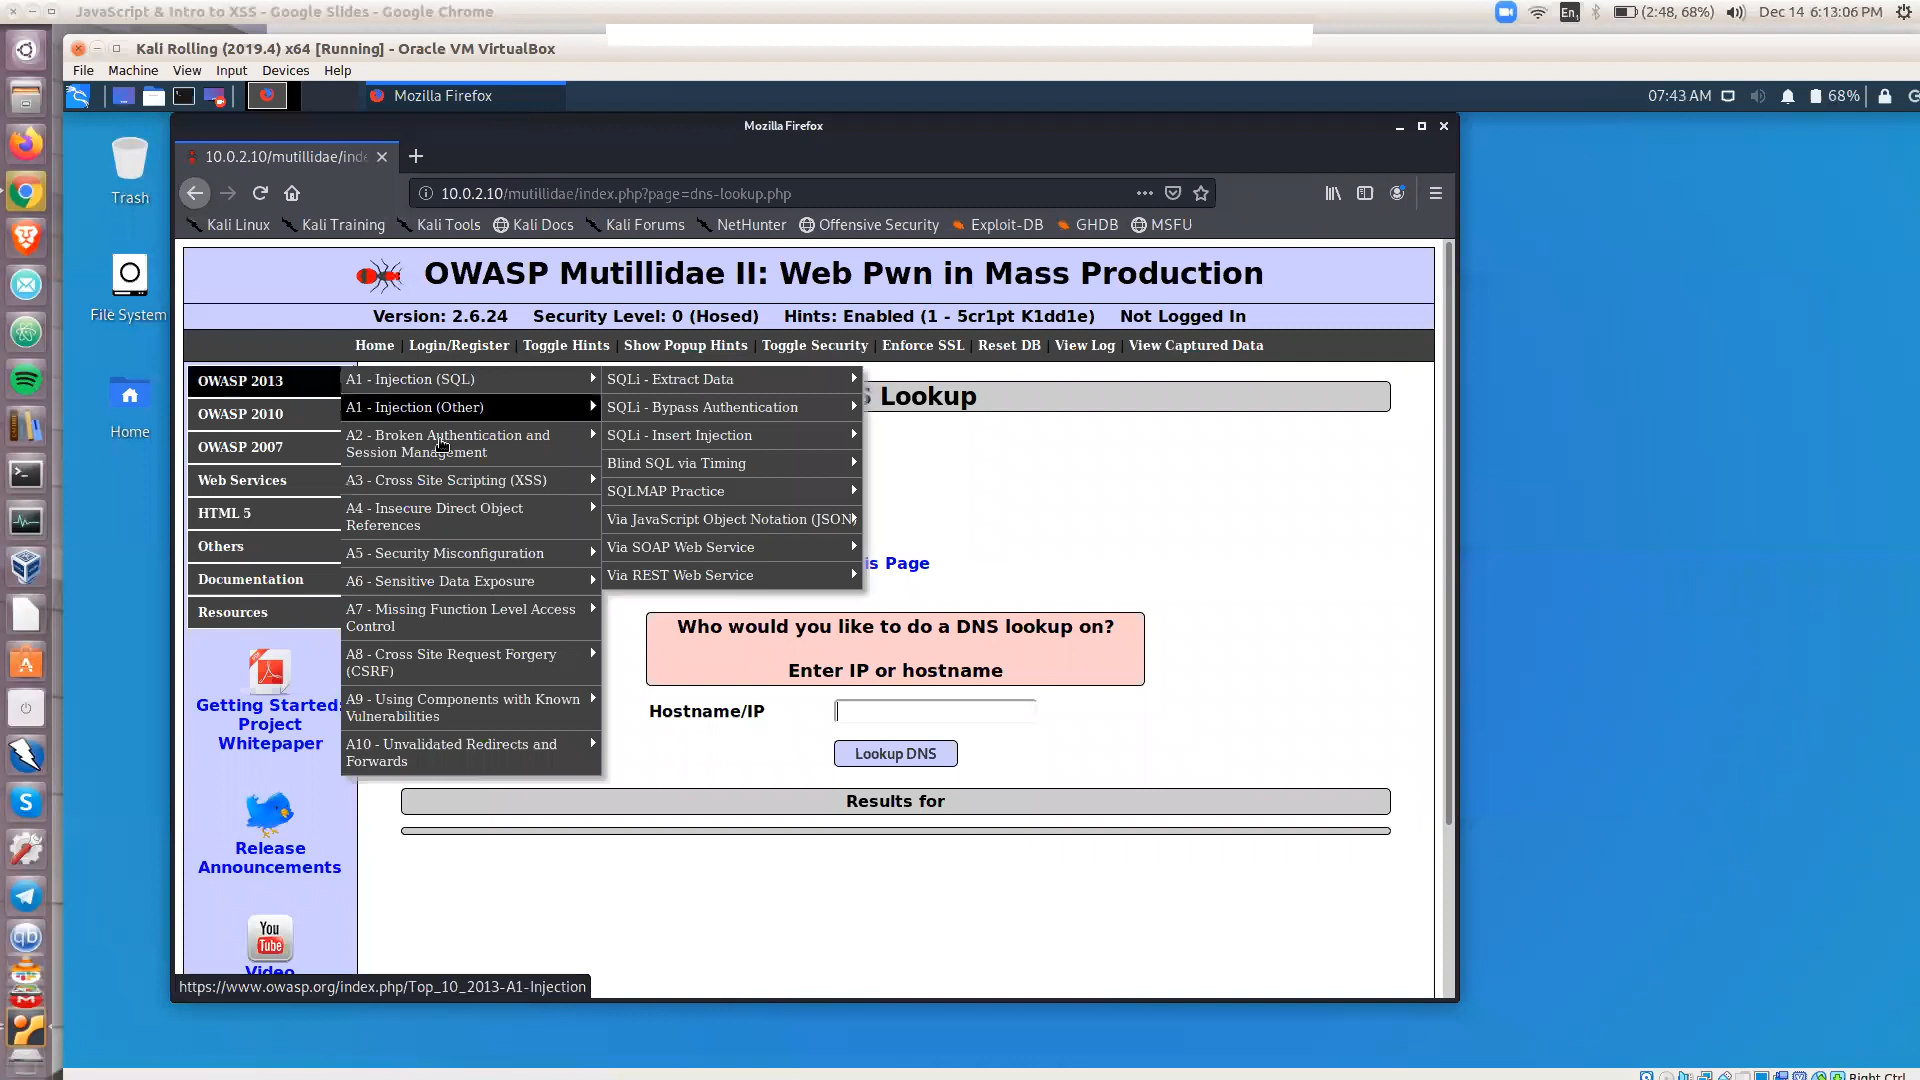 JavaScript & Intro to XSS - Google Slides - Google Chrome
En₁
(2:48, 68%)
Dec 14 6:13:06 PM
Kali Rolling (2019.4) x64 [Running] - Oracle VM VirtualBox
File Machine View Input Devices Help
Mozilla Firefox
07:43 AM
68%
Mozilla Firefox
10.0.2.10/mutillidae/ind
10.0.2.10/mutillidae/index.php?page=dns-lookup.php
Kali Linux Kali Training Kali Tools Kali Docs Kali Forums NetHunter Offensive Security Exploit-DB GHDB MSFU
Trash
File System
Home
OWASP Mutillidae II: Web Pwn in Mass Production
Version: 2.6.24 Security Level: 0 (Hosed) Hints: Enabled (1 - 5cr1pt K1dd1e) Not Logged In
Home | Login/Register | Toggle Hints | Show Popup Hints | Toggle Security | Enforce SSL | Reset DB | View Log | View Captured Data
OWASP 2013
OWASP 2010
OWASP 2007
Web Services
HTML 5
Others
Documentation
Resources
A1 - Injection (SQL)
A1 - Injection (Other)
A2 - Broken Authentication and
Session Management
A3 - Cross Site Scripting (XSS)
A4 - Insecure Direct Object
References
A5 - Security Misconfiguration
A6 - Sensitive Data Exposure
A7 - Missing Function Level Access
Control
A8 - Cross Site Request Forgery
(CSRF)
A9 - Using Components with Known
Vulnerabilities
A10 - Unvalidated Redirects and
Forwards
SQLi - Extract Data
SQLi - Bypass Authentication
SQLi - Insert Injection
Blind SQL via Timing
SQLMAP Practice
Via JavaScript Object Notation (JSON)
Via SOAP Web Service
Via REST Web Service
Lookup
is Page
Who would you like to do a DNS lookup on?
Enter IP or hostname
Hostname/IP
Lookup DNS
Results for
Getting Started:
Project
Whitepaper
Release
Announcements
You
Tube
Video
https://www.owasp.org/index.php/Top_10_2013-A1-Injection
Right Ctrl